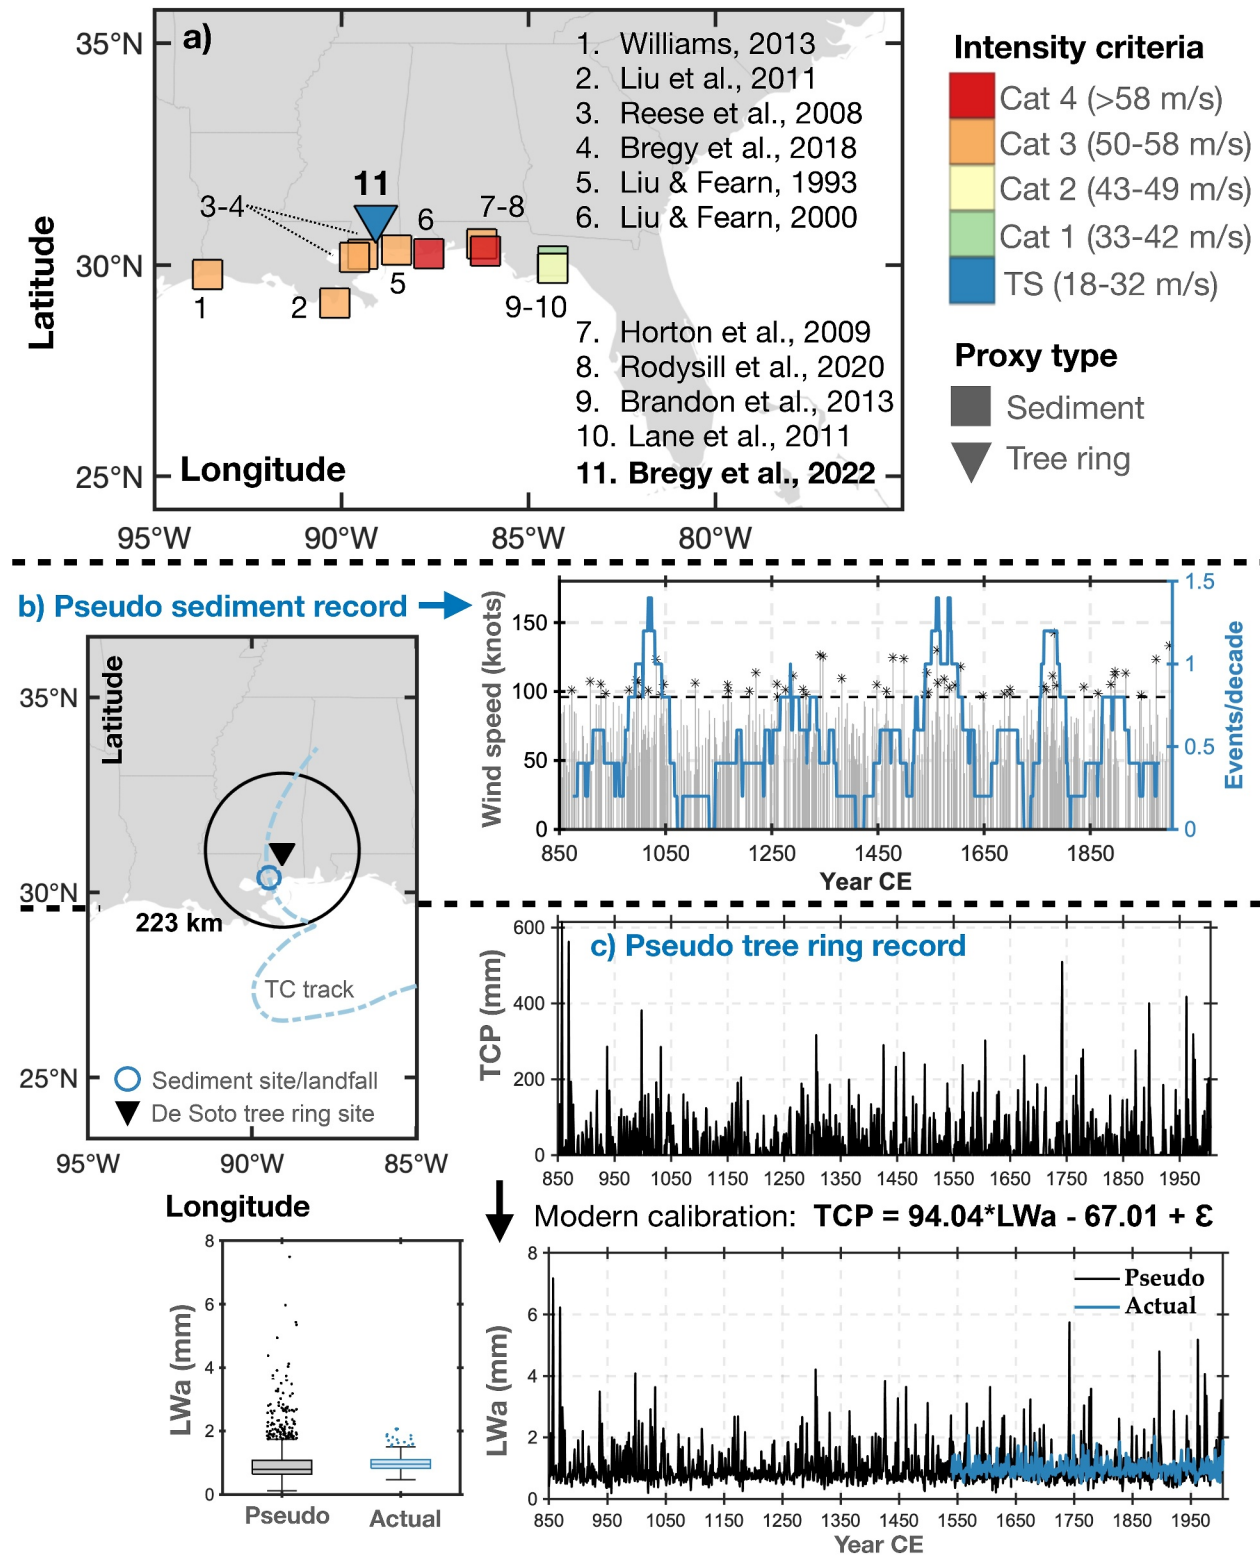 a)
1. Williams, 2013
2. Liu et al., 2011
3. Reese et al., 2008
4. Bregy et al., 2018
5. Liu & Fearn, 1993
6. Liu & Fearn, 2000
7. Horton et al., 2009
8. Rodysill et al., 2020
9. Brandon et al., 2013
10. Lane et al., 2011
11. Bregy et al., 2022
35°N
30°N
25°N
Latitude
Longitude
95°W 90°W 85°W 80°W
11
3-4
6
7-8
1
2
5
9-10
Intensity criteria
Cat 4 (>58 m/s)
Cat 3 (50-58 m/s)
Cat 2 (43-49 m/s)
Cat 1 (33-42 m/s)
TS (18-32 m/s)
Proxy type
Sediment
Tree ring
b) Pseudo sediment record
Latitude
35°N
30°N
25°N
223 km
TC track
Sediment site/landfall
De Soto tree ring site
95°W 90°W 85°W
Longitude
Wind speed (knots)
150
100
50
0
1.5
1
0.5
0
Events/decade
850 1050 1250 1450 1650 1850
Year CE
c) Pseudo tree ring record
TCP (mm)
600
400
200
0
850 950 1050 1150 1250 1350 1450 1550 1650 1750 1850 1950
Modern calibration: TCP = 94.04*LWa - 67.01 + Ɛ
LWa (mm)
8
6
4
2
0
Pseudo Actual
LWa (mm)
8
6
4
2
0
Pseudo
Actual
850 950 1050 1150 1250 1350 1450 1550 1650 1750 1850 1950
Year CE